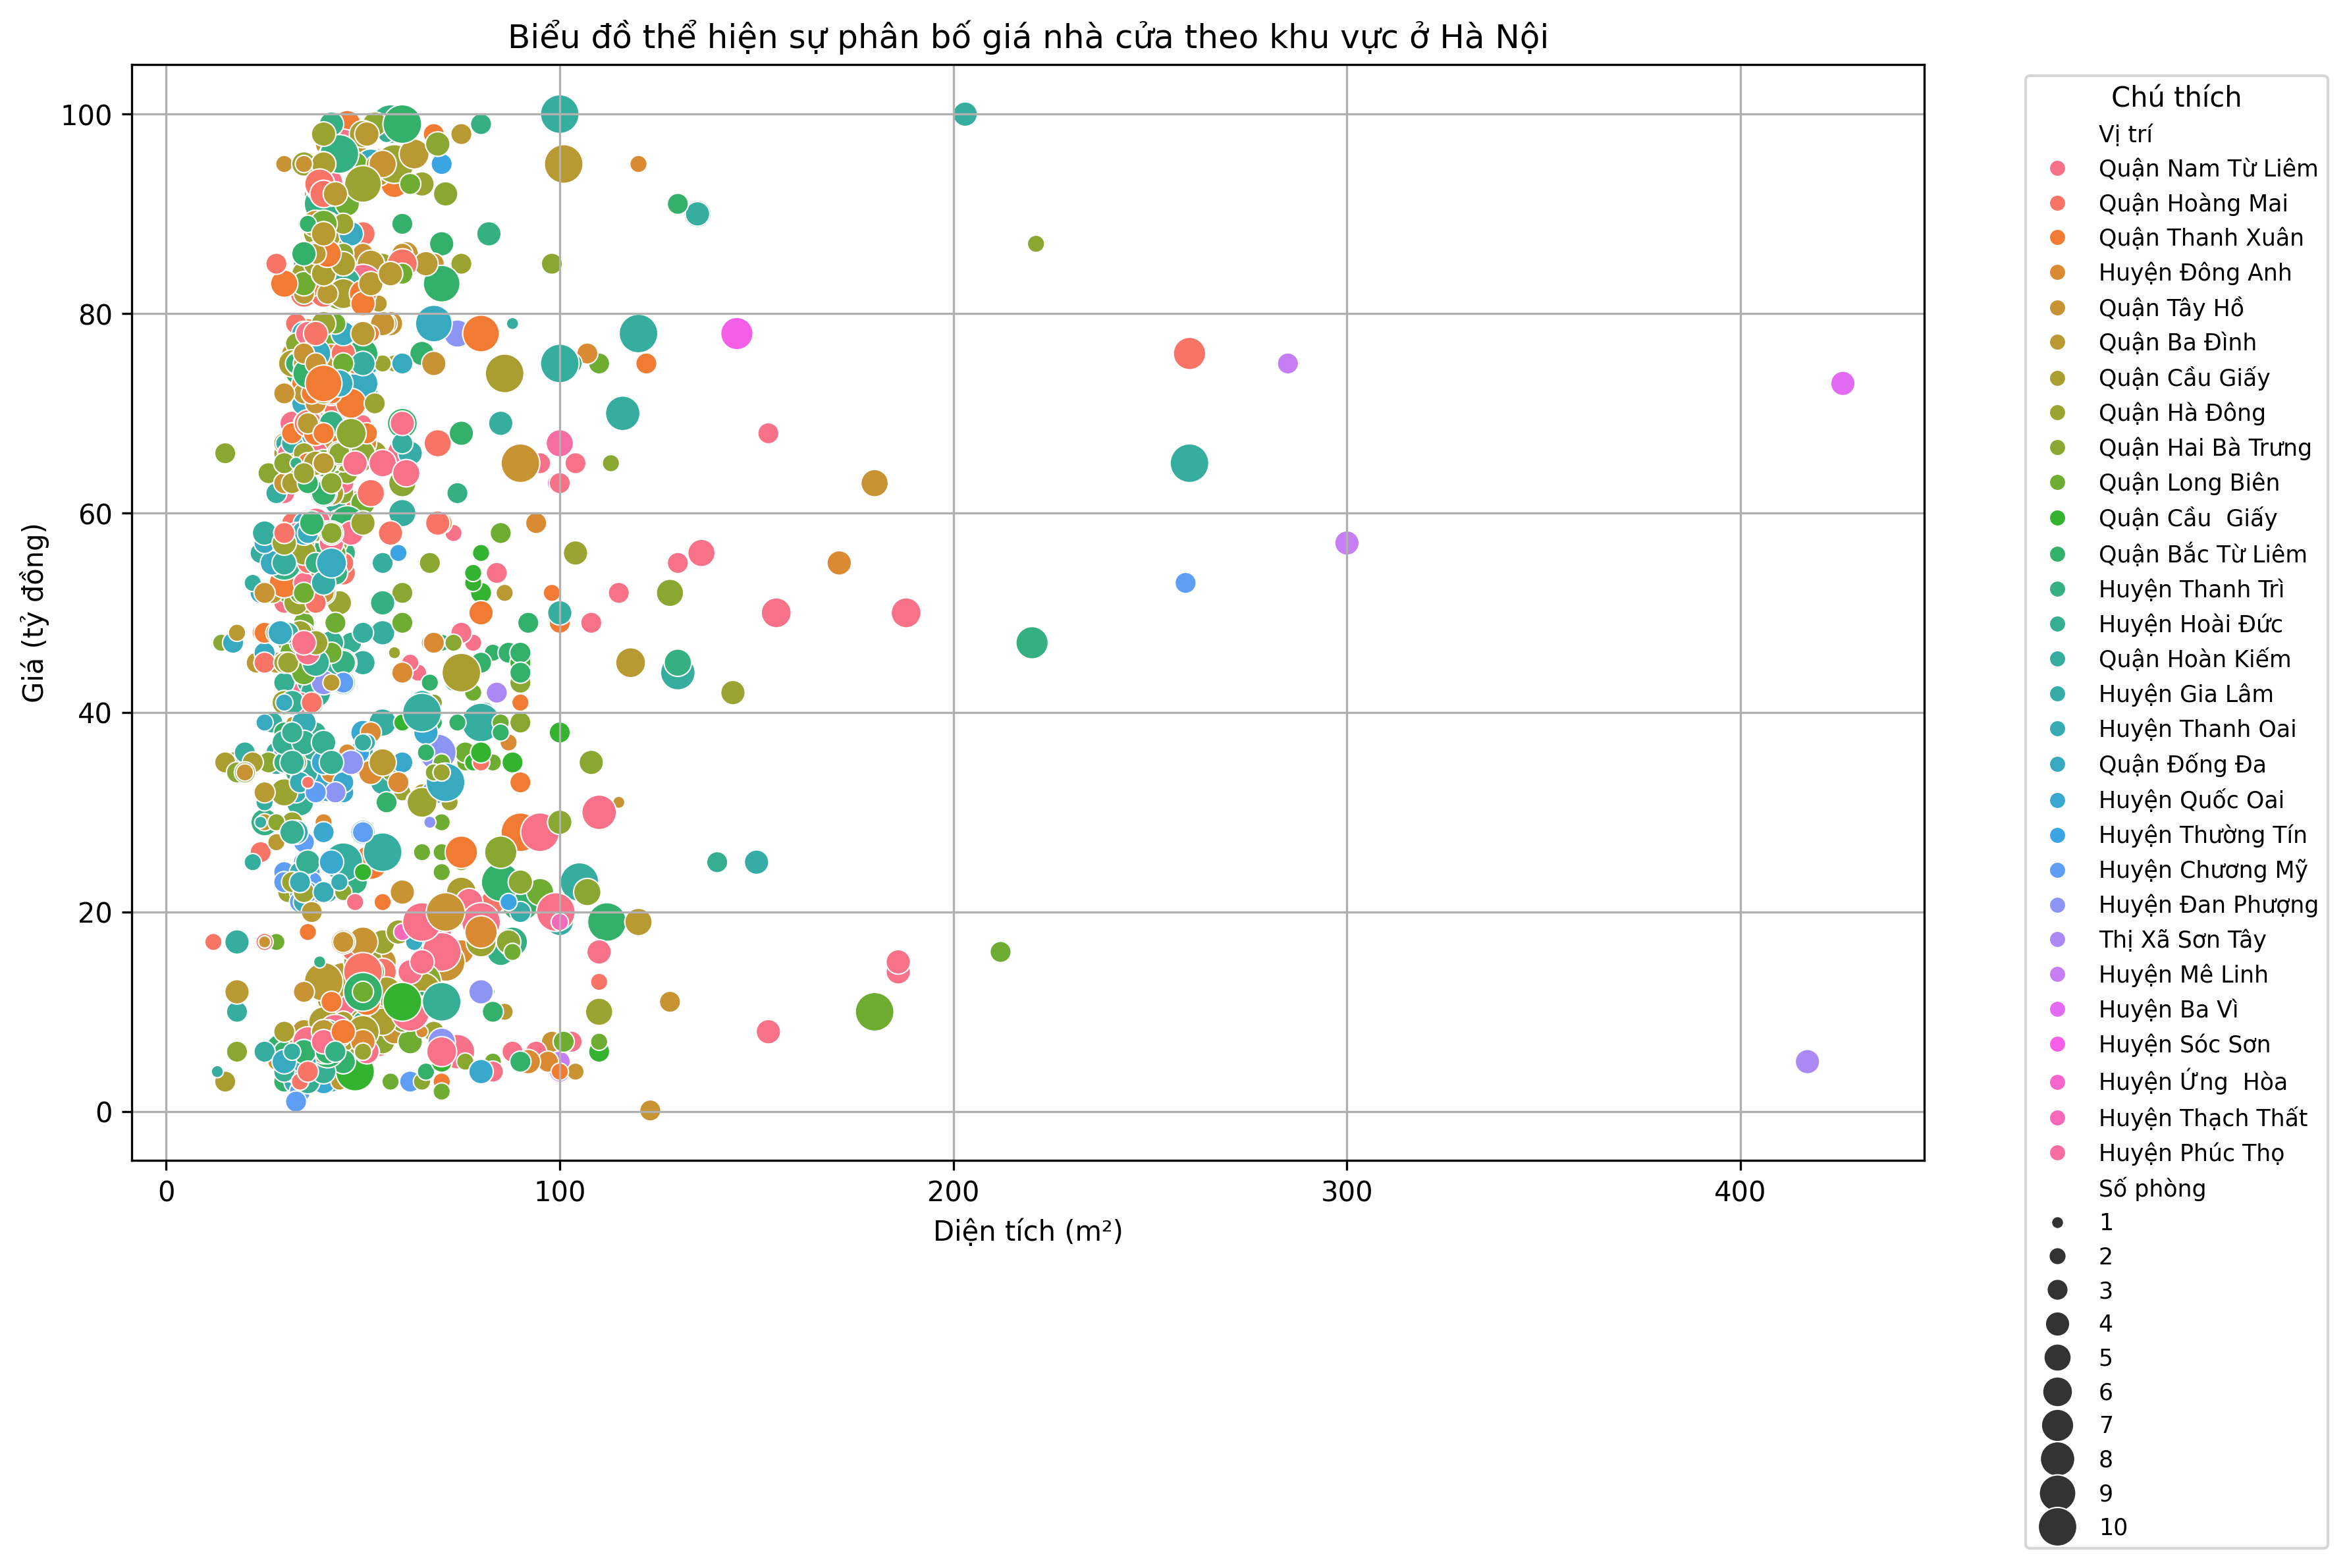 Biểu đồ thể hiện sự phân bố giá nhà cửa theo khu vực ở Hà Nội
Giá (tỷ đồng)
100
80
60
40
20
0
0
100
200
300
400
Diện tích (m²)
Chú thích
Vị trí
Quận Nam Từ Liêm
Quận Hoàng Mai
Quận Thanh Xuân
Huyện Đông Anh
Quận Tây Hồ
Quận Ba Đình
Quận Cầu Giấy
Quận Hà Đông
Quận Hai Bà Trưng
Quận Long Biên
Quận Cầu  Giấy
Quận Bắc Từ Liêm
Huyện Thanh Trì
Huyện Hoài Đức
Quận Hoàn Kiếm
Huyện Gia Lâm
Huyện Thanh Oai
Quận Đống Đa
Huyện Quốc Oai
Huyện Thường Tín
Huyện Chương Mỹ
Huyện Đan Phượng
Thị Xã Sơn Tây
Huyện Mê Linh
Huyện Ba Vì
Huyện Sóc Sơn
Huyện Ứng  Hòa
Huyện Thạch Thất
Huyện Phúc Thọ
Số phòng
1
2
3
4
5
6
7
8
9
10